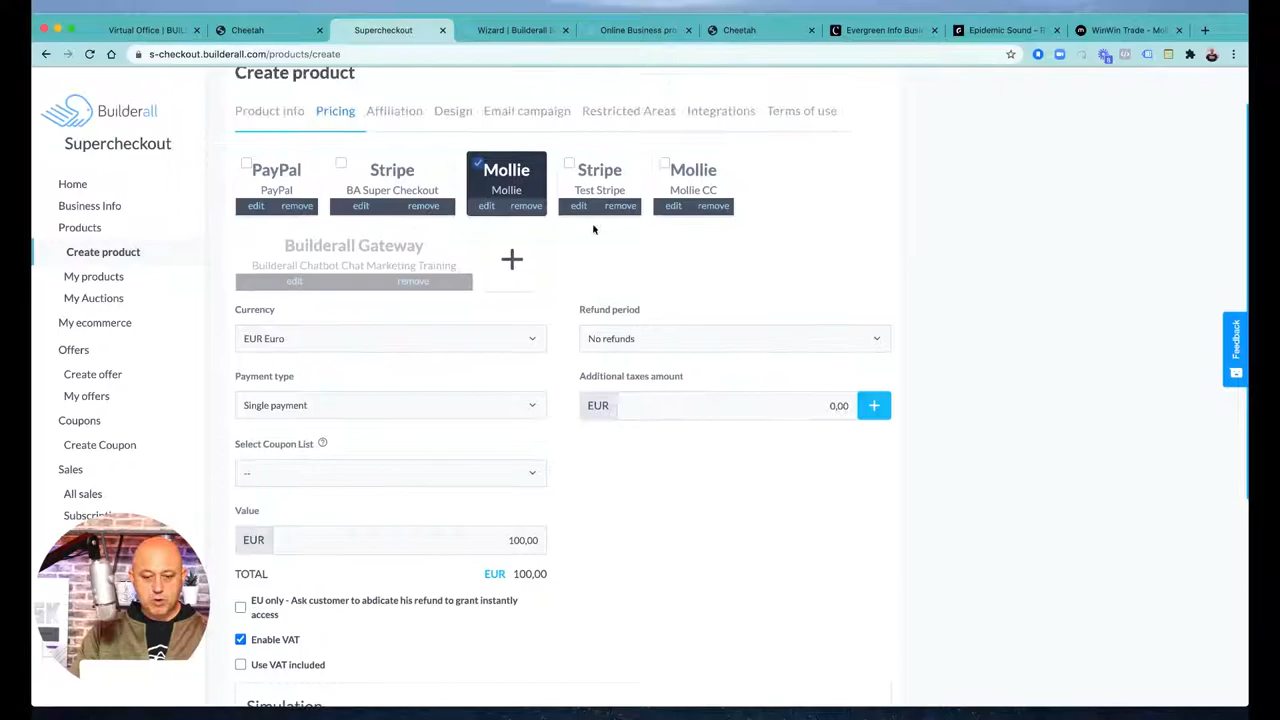 Virtual Office | BUIL
Cheetah
Supercheckout
Wizard | Builderall B
Online Business pro
Cheetah
Evergreen Info Busi
Epidemic Sound – R
WinWin Trade - Moll
s-checkout.builderall.com/products/create
Create product
Builderall
Supercheckout
Product info
Pricing
Affiliation
Design
Email campaign
Restricted Areas
Integrations
Terms of use
PayPal
PayPal
edit remove
Stripe
BA Super Checkout
edit remove
Mollie
Mollie
edit remove
Stripe
Test Stripe
edit remove
Mollie
Mollie CC
edit remove
Builderall Gateway
Builderall Chatbot Chat Marketing Training
edit remove
+
Home
Business Info
Products
Create product
My products
My Auctions
My ecommerce
Offers
Create offer
My offers
Coupons
Create Coupon
Sales
All sales
Currency
EUR Euro
Refund period
No refunds
Payment type
Single payment
Additional taxes amount
EUR 0,00 +
Select Coupon List ?
--
Value
EUR 100,00
TOTAL EUR 100,00
EU only - Ask customer to abdicate his refund to grant instantly
access
Enable VAT
Use VAT included
Simulation
Feedback